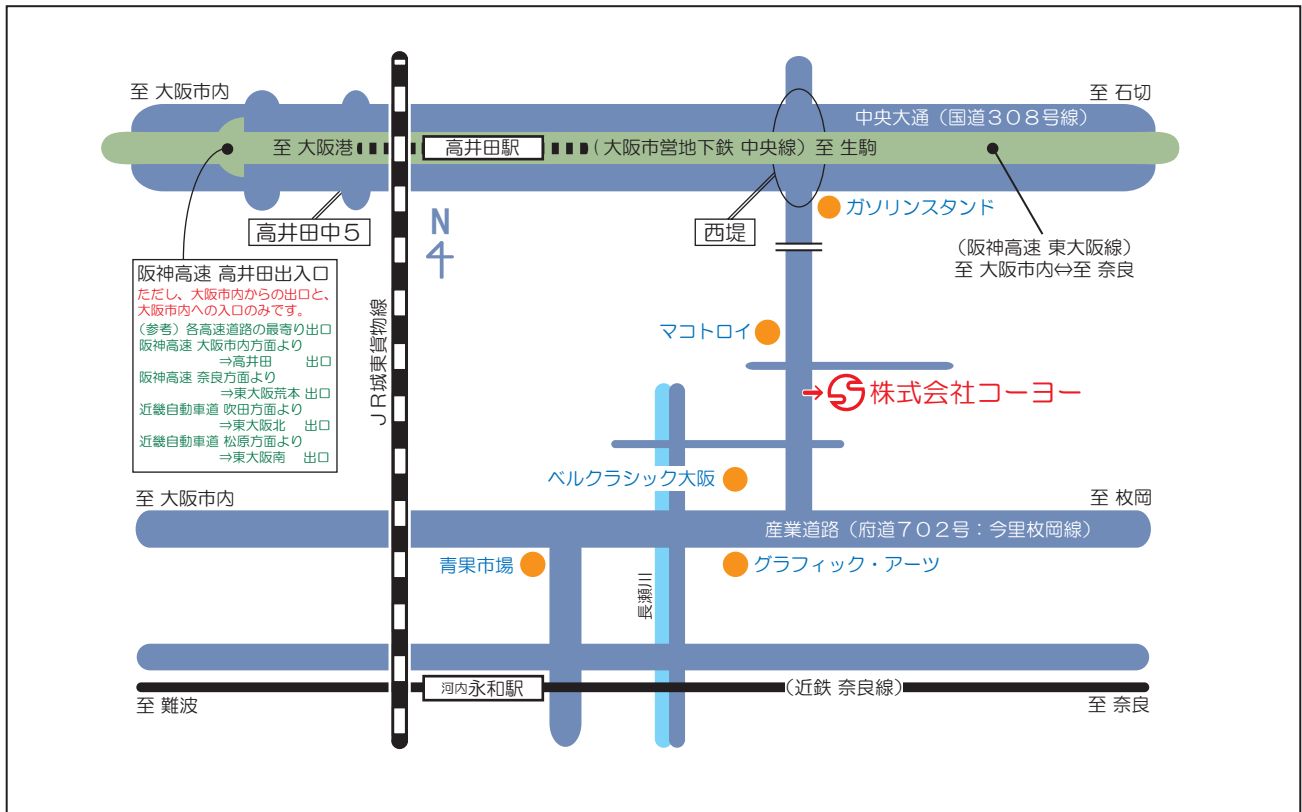 至 大阪市内
至 石切
中央大通（国道３０８号線）
至 大阪港
高井田駅
（大阪市営地下鉄 中央線）至 生駒
ガソリンスタンド
高井田中５
N
西堤
（阪神高速 東大阪線）
至 大阪市内⇔至 奈良
阪神高速 高井田出入口
ただし、大阪市内からの出口と、
大阪市内への入口のみです。
（参考）各高速道路の最寄り出口
阪神高速 大阪市内方面より
⇒高井田　出口
阪神高速 奈良方面より
⇒東大阪荒本 出口
近畿自動車道 吹田方面より
⇒東大阪北　出口
近畿自動車道 松原方面より
⇒東大阪南　出口
ＪＲ城東貨物線
マコトロイ
株式会社コーヨー
ベルクラシック大阪
至 大阪市内
至 枚岡
産業道路（府道７０２号：今里枚岡線）
青果市場
グラフィック・アーツ
長瀬川
河内永和駅
（近鉄 奈良線）
至 難波
至 奈良